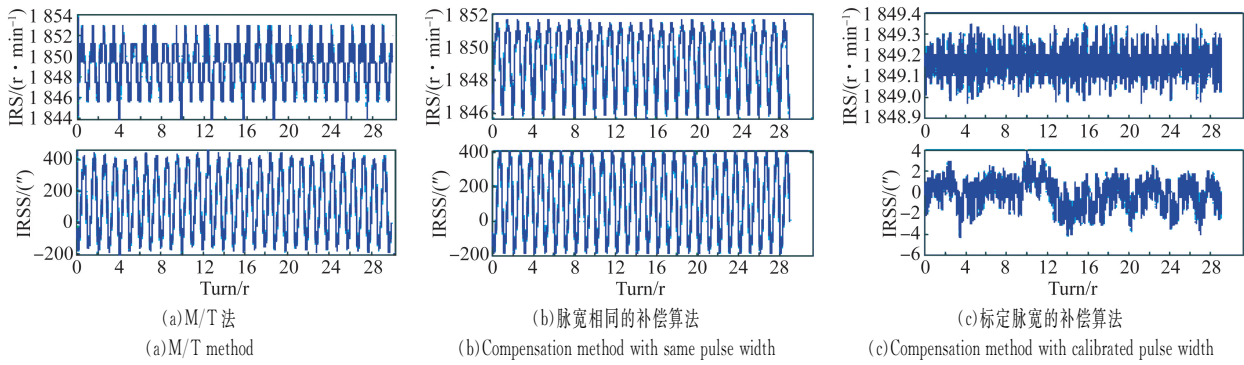 IRS/(r·min⁻¹)
1 854
1 852
1 850
1 848
1 846
1 844
0 4 8 12 16 20 24 28
IRSS/(″)
400
200
0
−200
0 4 8 12 16 20 24 28
Turn/r
(a)M/T法
(a)M/T method
IRS/(r·min⁻¹)
1 852
1 850
1 848
1 846
0 4 8 12 16 20 24 28
IRSS/(″)
400
200
0
−200
0 4 8 12 16 20 24 28
Turn/r
(b)脉宽相同的补偿算法
(b)Compensation method with same pulse width
IRS/(r·min⁻¹)
1 849.4
1 849.3
1 849.2
1 849.1
1 849.0
1 848.9
0 4 8 12 16 20 24 28
IRSS/(″)
4
2
0
−2
−4
−6
0 4 8 12 16 20 24 28
Turn/r
(c)标定脉宽的补偿算法
(c)Compensation method with calibrated pulse width